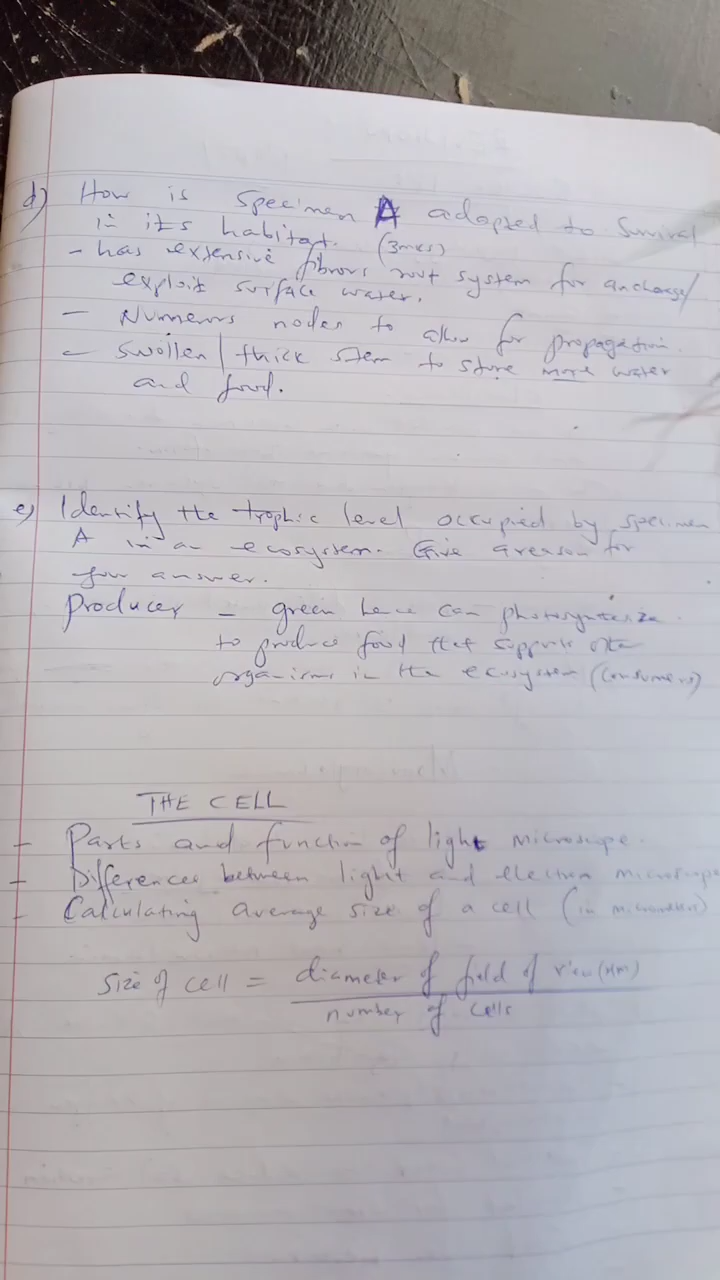 d) How is specimen A adapted to survival
in its habitat. (3mks)
- has extensive fibrous root system for anchorage/
exploit surface water.
- Numerous nodes to allow for propagation.
- Swollen / thick stem to store more water
and food.
e) Identify the trophic level occupied by specimen
A in an ecosystem. Give a reason for
your answer.
Producer - green hence can photosynthesize
to produce food that supports other
organisms in the ecosystem (consumers)
THE CELL
- Parts and function of light microscope.
- Differences between light and electron microscope
- Calculating average size of a cell (in micrometers)
Size of cell = diameter of field of view (µm)
number of cells